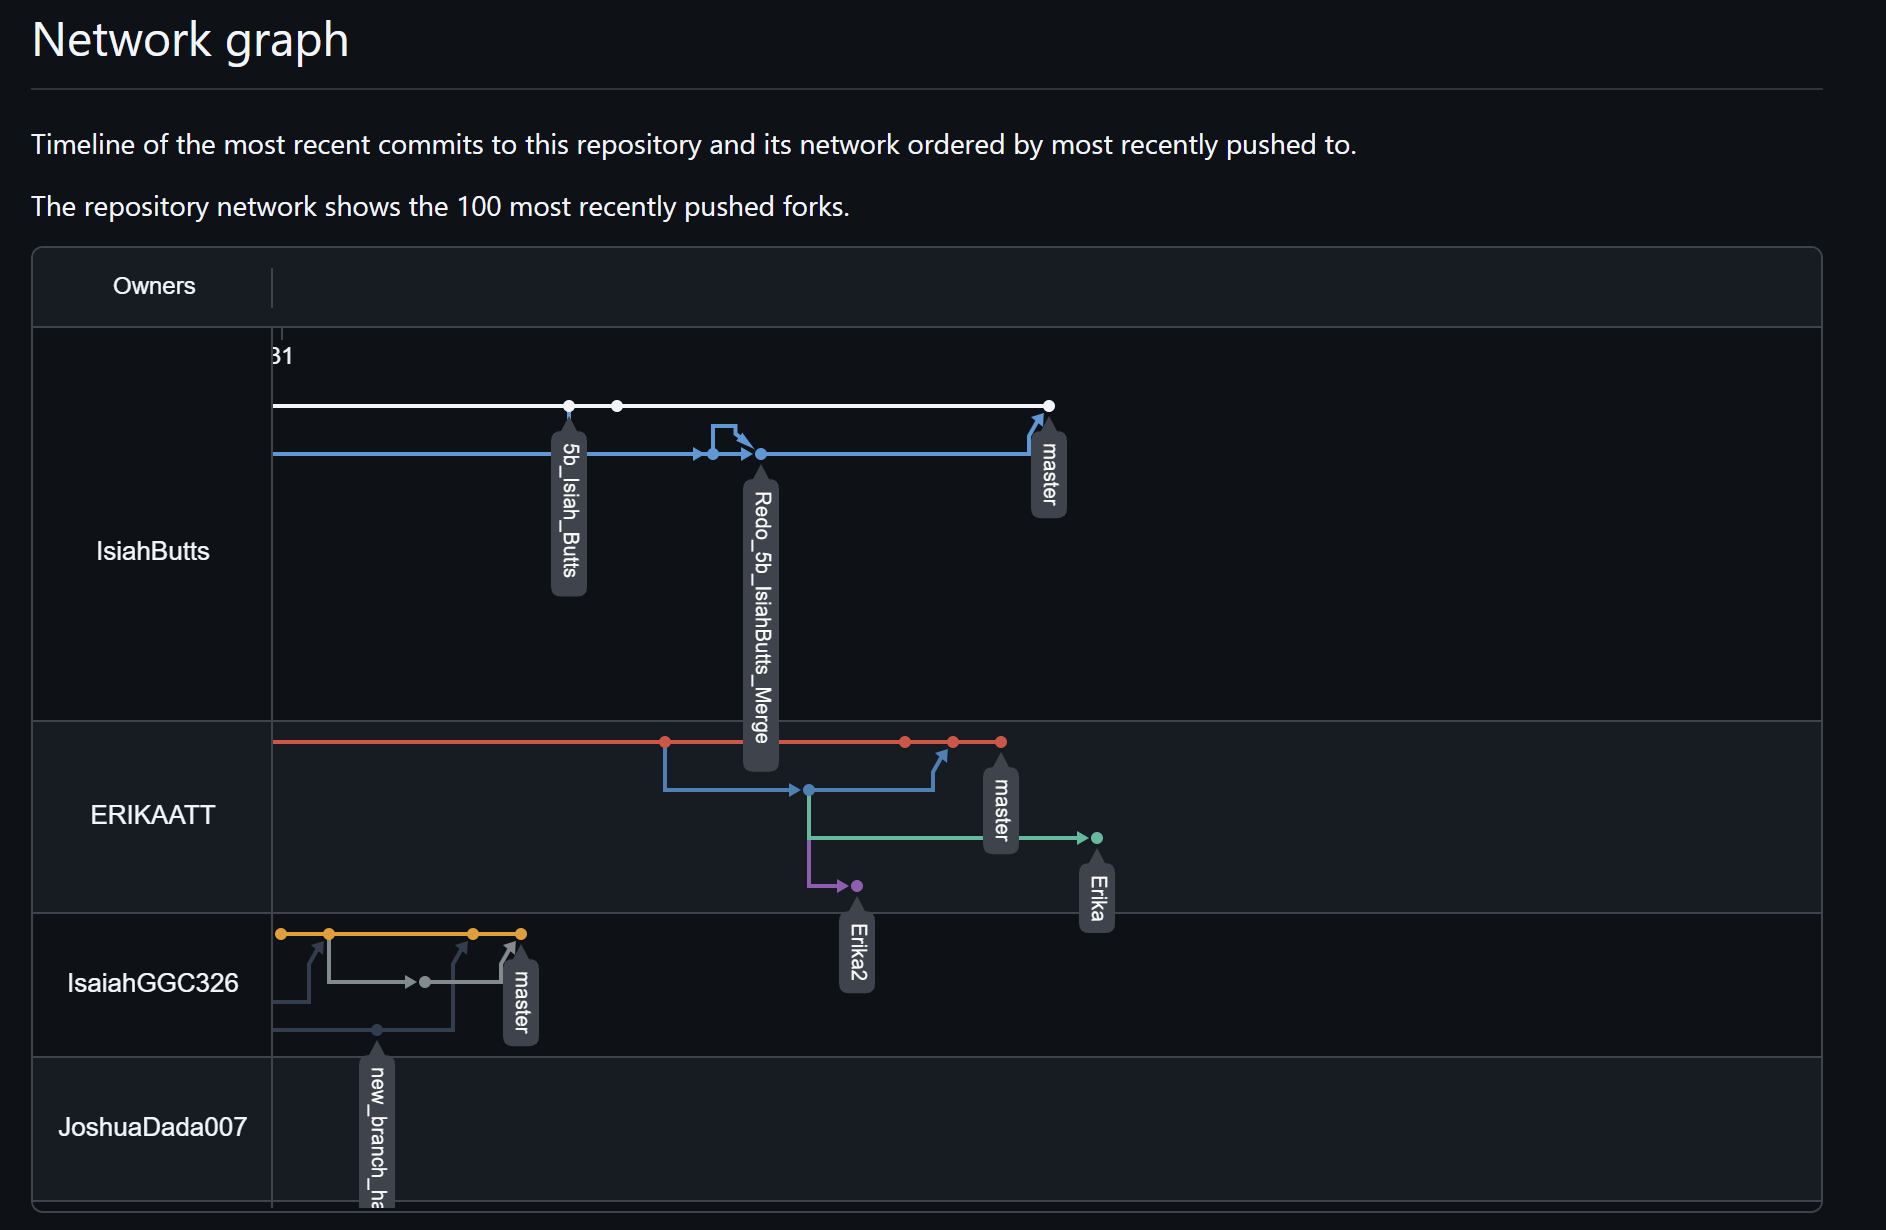 Network graph
Timeline of the most recent commits to this repository and its network ordered by most recently pushed to.
The repository network shows the 100 most recently pushed forks.
Owners
31
IsiahButts
5b_Isiah_Butts
Redo_5b_IsiahButts_Merge
master
ERIKAATT
master
Erika
Erika2
IsaiahGGC326
master
new_branch_ha
JoshuaDada007